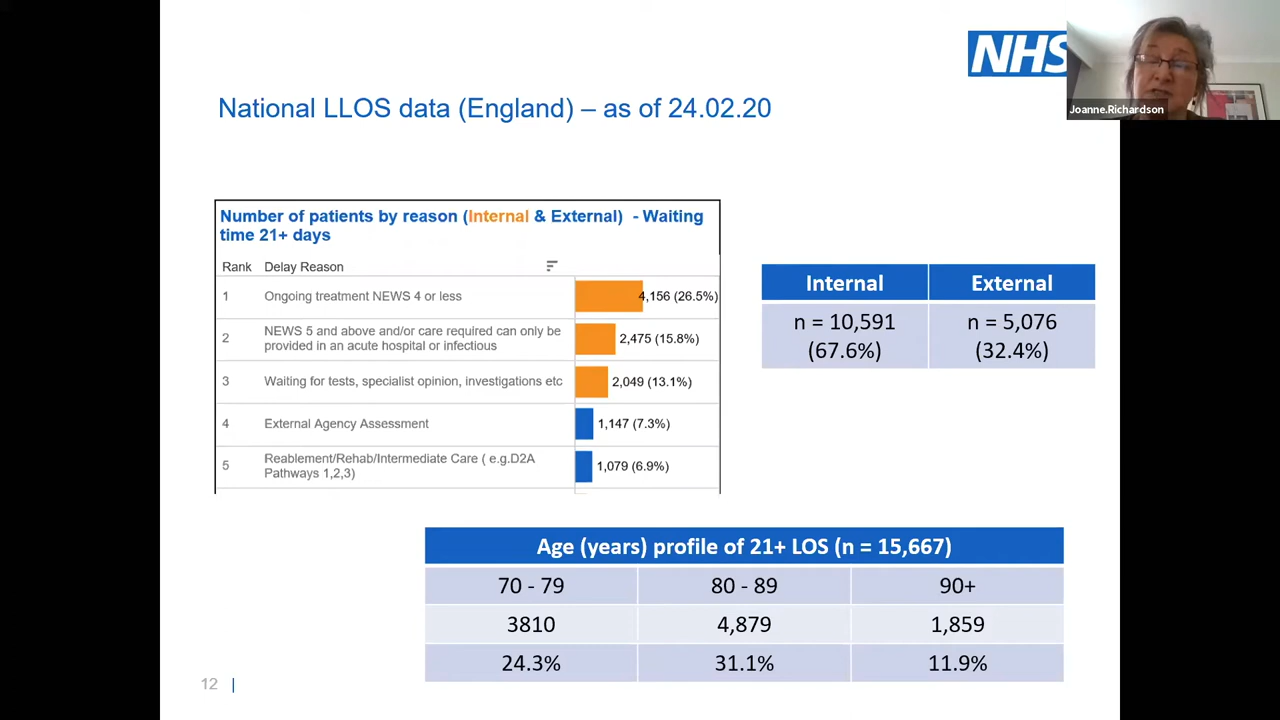 NHS
Joanne.Richardson
National LLOS data (England) – as of 24.02.20
Number of patients by reason (Internal & External) - Waiting
time 21+ days
Rank Delay Reason
1 Ongoing treatment NEWS 4 or less 4,156 (26.5%)
2 NEWS 5 and above and/or care required can only be
provided in an acute hospital or infectious 2,475 (15.8%)
3 Waiting for tests, specialist opinion, investigations etc 2,049 (13.1%)
4 External Agency Assessment 1,147 (7.3%)
5 Reablement/Rehab/Intermediate Care ( e.g.D2A
Pathways 1,2,3) 1,079 (6.9%)
Internal External
n = 10,591 n = 5,076
(67.6%) (32.4%)
Age (years) profile of 21+ LOS (n = 15,667)
70 - 79 80 - 89 90+
3810 4,879 1,859
24.3% 31.1% 11.9%
12 |